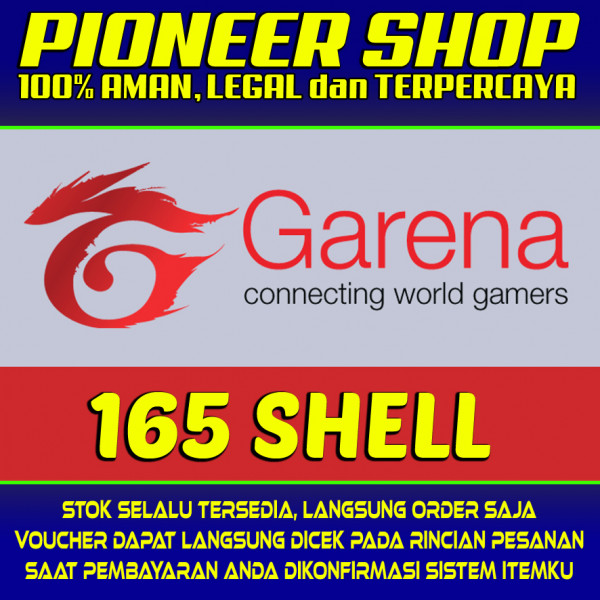 PIONEER SHOP
100% AMAN, LEGAL dan TERPERCAYA
Garena
connecting world gamers
165 SHELL
STOK SELALU TERSEDIA, LANGSUNG ORDER SAJA
VOUCHER DAPAT LANGSUNG DICEK PADA RINCIAN PESANAN
SAAT PEMBAYARAN ANDA DIKONFIRMASI SISTEM ITEMKU